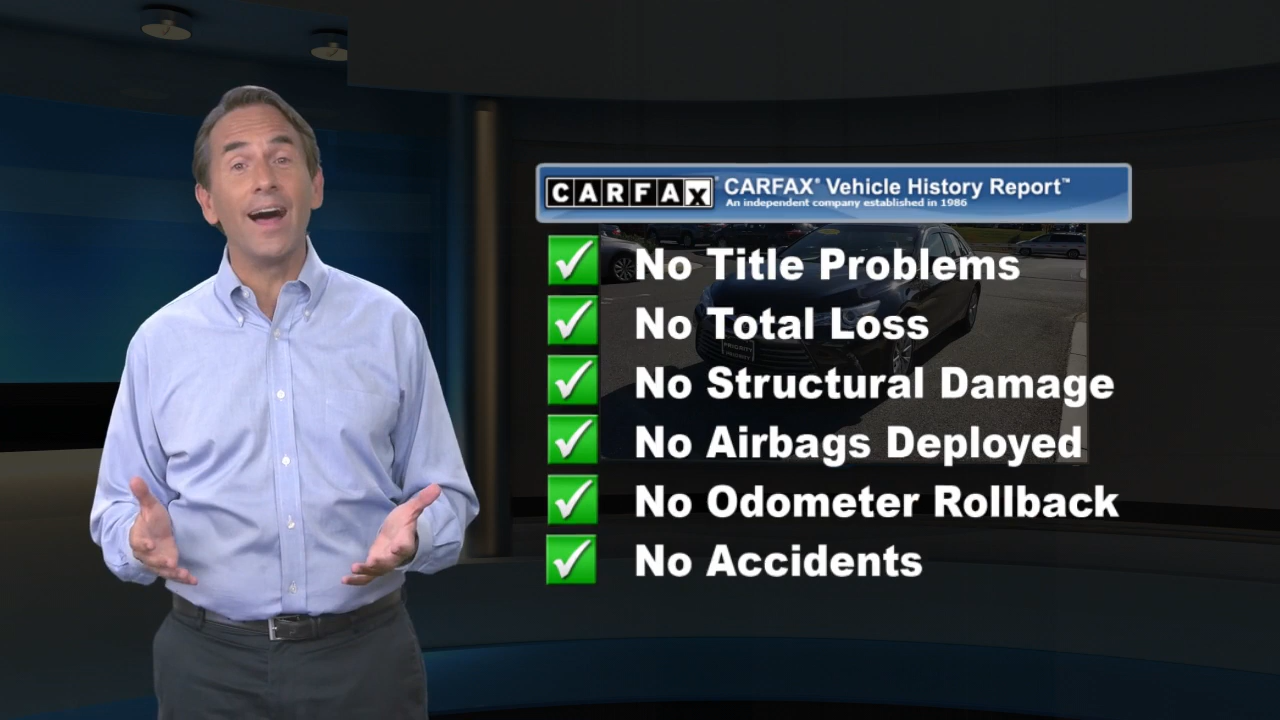 CARFAX® CARFAX® Vehicle History Report™
An independent company established in 1986
No Title Problems
No Total Loss
No Structural Damage
PRIORITY
No Airbags Deployed
No Odometer Rollback
No Accidents